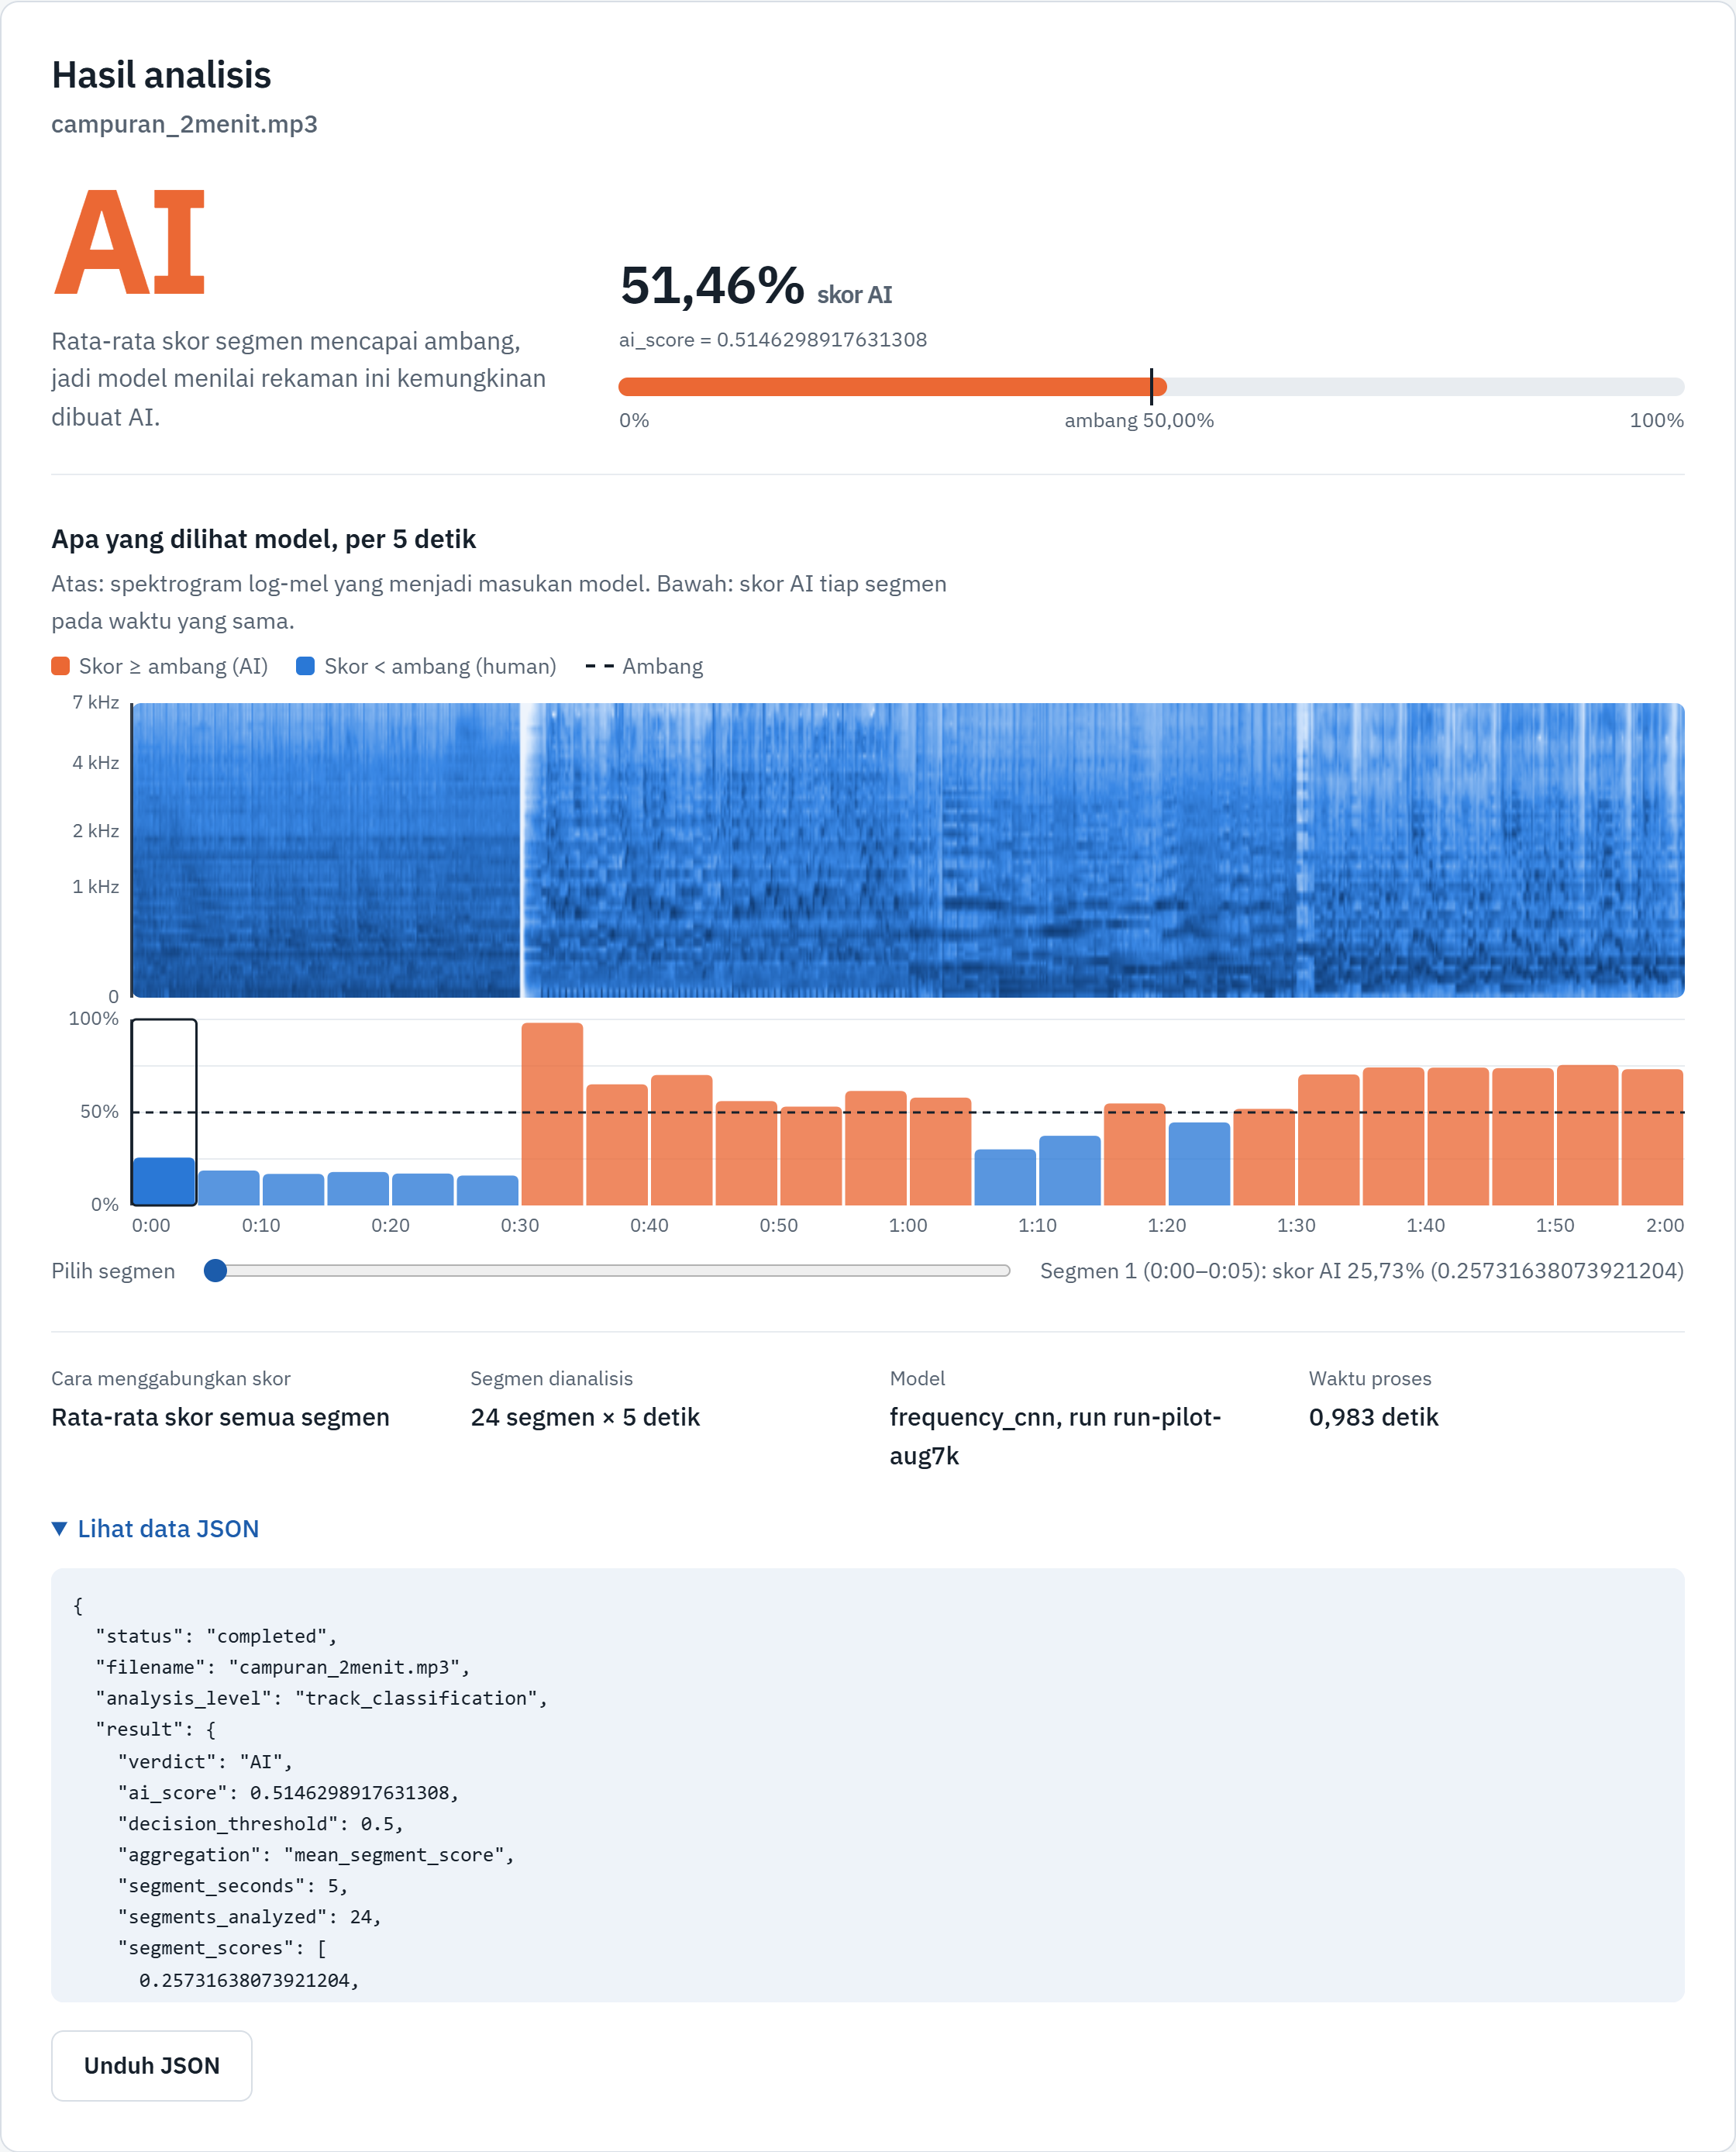 Hasil analisis
campuran_2menit.mp3
AI
Rata-rata skor segmen mencapai ambang,
jadi model menilai rekaman ini kemungkinan
dibuat AI.
51,46% skor AI
ai_score = 0.5146298917631308
0% ambang 50,00% 100%
Apa yang dilihat model, per 5 detik
Atas: spektrogram log-mel yang menjadi masukan model. Bawah: skor AI tiap segmen
pada waktu yang sama.
Skor ≥ ambang (AI) Skor < ambang (human) Ambang
7 kHz
4 kHz
2 kHz
1 kHz
0
100%
50%
0%
0:00 0:10 0:20 0:30 0:40 0:50 1:00 1:10 1:20 1:30 1:40 1:50 2:00
Pilih segmen Segmen 1 (0:00–0:05): skor AI 25,73% (0.25731638073921204)
Cara menggabungkan skor
Rata-rata skor semua segmen
Segmen dianalisis
24 segmen × 5 detik
Model
frequency_cnn, run run-pilot-
aug7k
Waktu proses
0,983 detik
▼ Lihat data JSON
{
"status": "completed",
"filename": "campuran_2menit.mp3",
"analysis_level": "track_classification",
"result": {
"verdict": "AI",
"ai_score": 0.5146298917631308,
"decision_threshold": 0.5,
"aggregation": "mean_segment_score",
"segment_seconds": 5,
"segments_analyzed": 24,
"segment_scores": [
0.25731638073921204,
Unduh JSON